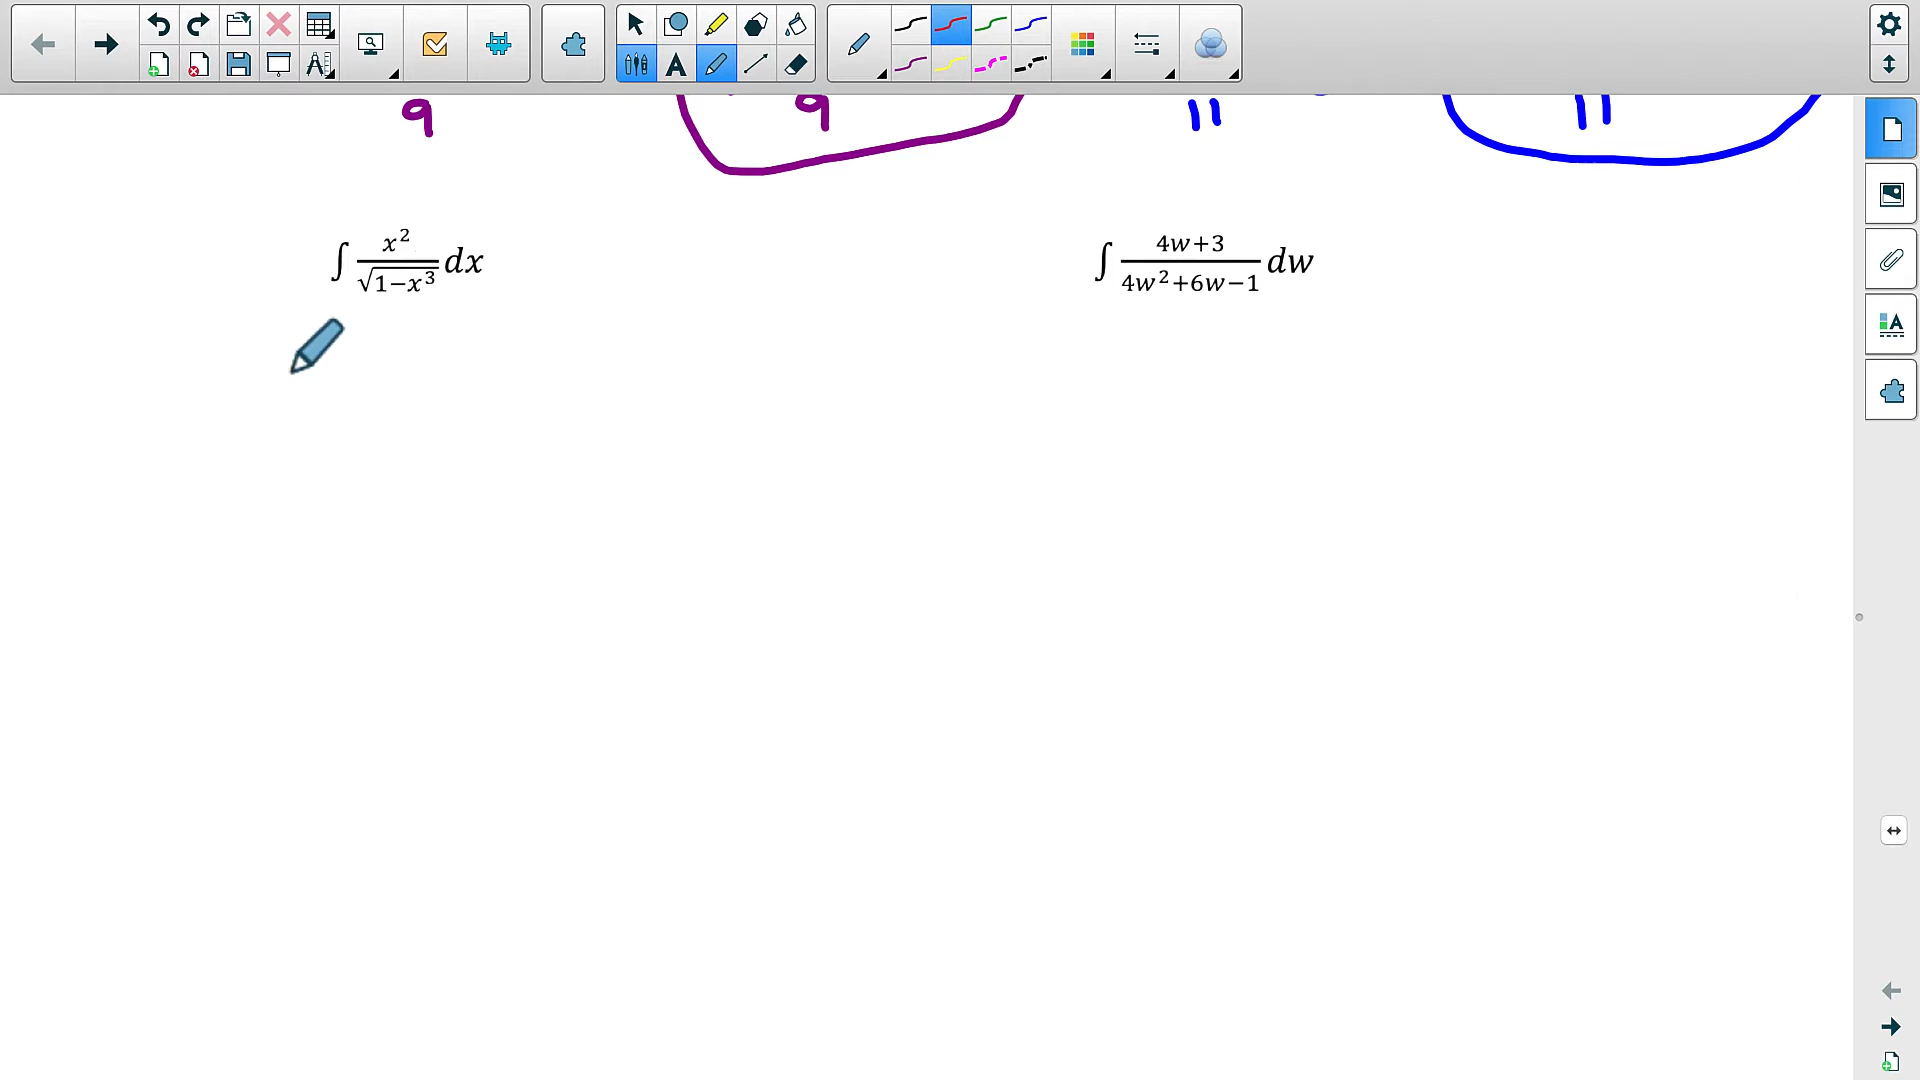 9 9 11 11
∫ x²/√(1−x³) dx ∫ (4w+3)/(4w²+6w−1) dw